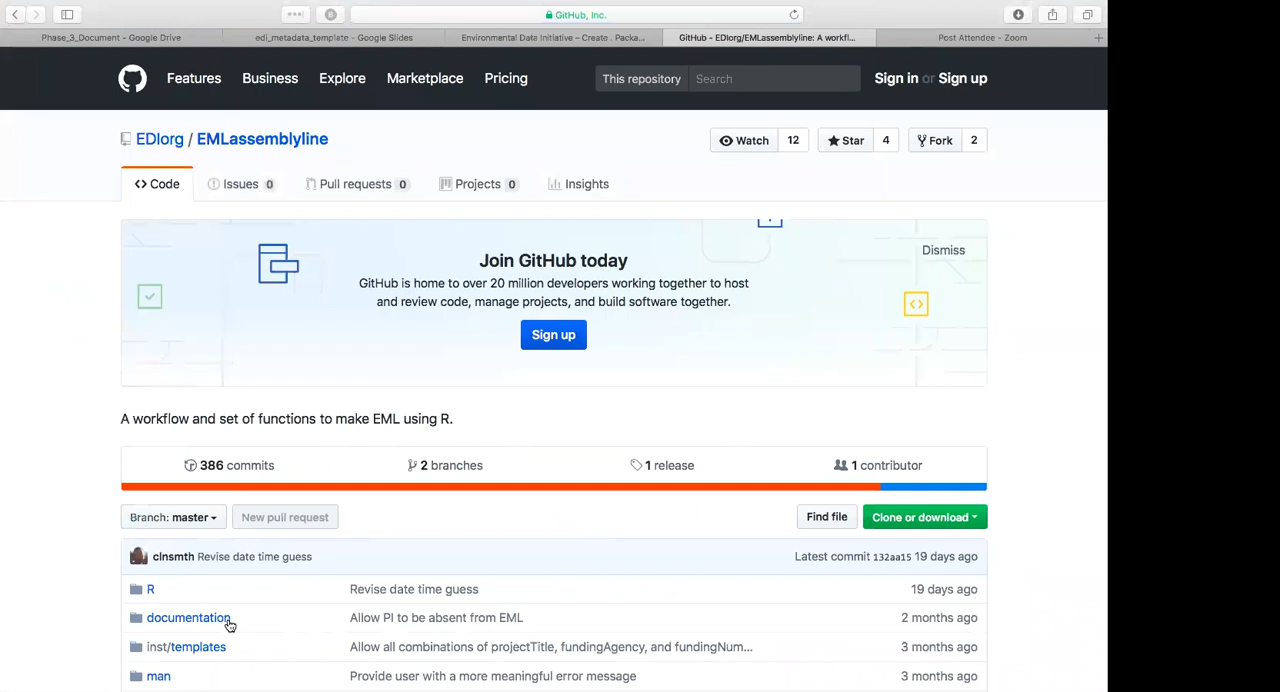 GitHub, Inc.
Phase_3_Document - Google Drive
edi_metadata_template - Google Slides
Environmental Data Initiative – Create . Packa...
GitHub - EDIorg/EMLassemblyline: A workfl...
Post Attendee - Zoom
Features
Business
Explore
Marketplace
Pricing
This repository
Search
Sign in or Sign up
EDIorg / EMLassemblyline
Watch 12
Star 4
Fork 2
Code
Issues 0
Pull requests 0
Projects 0
Insights
Join GitHub today
Dismiss
GitHub is home to over 20 million developers working together to host
and review code, manage projects, and build software together.
Sign up
A workflow and set of functions to make EML using R.
386 commits
2 branches
1 release
1 contributor
Branch: master
New pull request
Find file
Clone or download
clnsmth Revise date time guess
Latest commit 132aa15 19 days ago
R
Revise date time guess
19 days ago
documentation
Allow PI to be absent from EML
2 months ago
inst/templates
Allow all combinations of projectTitle, fundingAgency, and fundingNum...
3 months ago
man
Provide user with a more meaningful error message
3 months ago